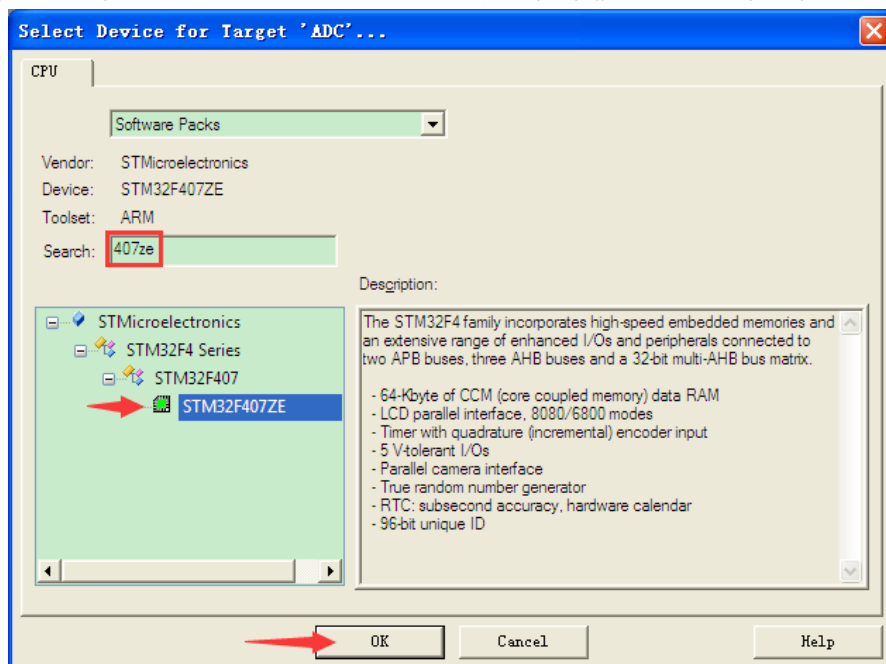 Select Device for Target 'ADC'...
CPU
Software Packs
Vendor: STMicroelectronics
Device: STM32F407ZE
Toolset: ARM
Search: 407ze
Description:
STMicroelectronics
STM32F4 Series
STM32F407
STM32F407ZE
The STM32F4 family incorporates high-speed embedded memories and
an extensive range of enhanced I/Os and peripherals connected to
two APB buses, three AHB buses and a 32-bit multi-AHB bus matrix.
- 64-Kbyte of CCM (core coupled memory) data RAM
- LCD parallel interface, 8080/6800 modes
- Timer with quadrature (incremental) encoder input
- 5 V-tolerant I/Os
- Parallel camera interface
- True random number generator
- RTC: subsecond accuracy, hardware calendar
- 96-bit unique ID
OK Cancel Help